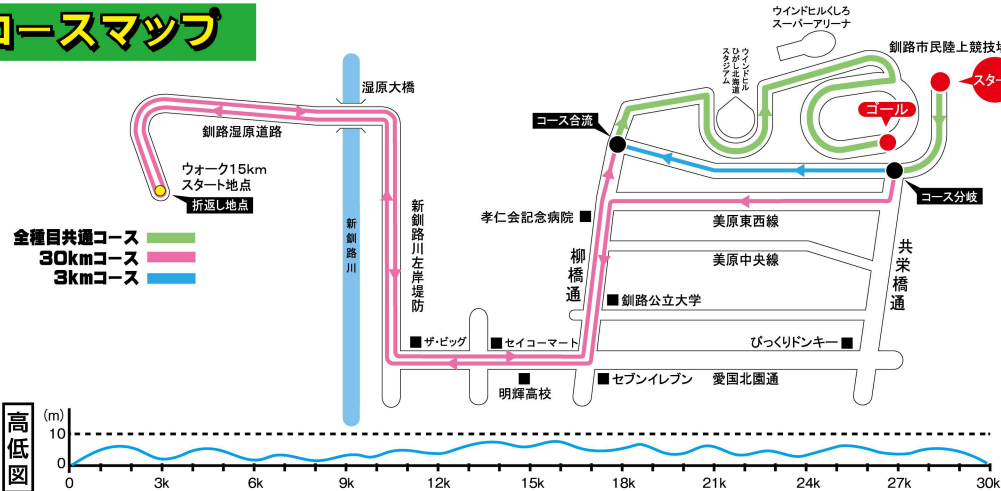 コースマップ
ウインドヒルくしろ
スーパーアリーナ
釧路市民陸上競技場
ウインドヒル
ひがし北海道
スタジアム
スター
ゴール
湿原大橋
コース合流
釧路湿原道路
ウォーク15km
スタート地点
折返し地点
コース分岐
孝仁会記念病院
美原東西線
美原中央線
新釧路川
新釧路川左岸堤防
柳橋通
共栄橋通
全種目共通コース
30kmコース
3kmコース
釧路公立大学
ザ・ビッグ
セイコーマート
びっくりドンキー
明輝高校
セブンイレブン
愛国北園通
高低図
(m)
10
0
0 3k 6k 9k 12k 15k 18k 21k 24k 27k 30k